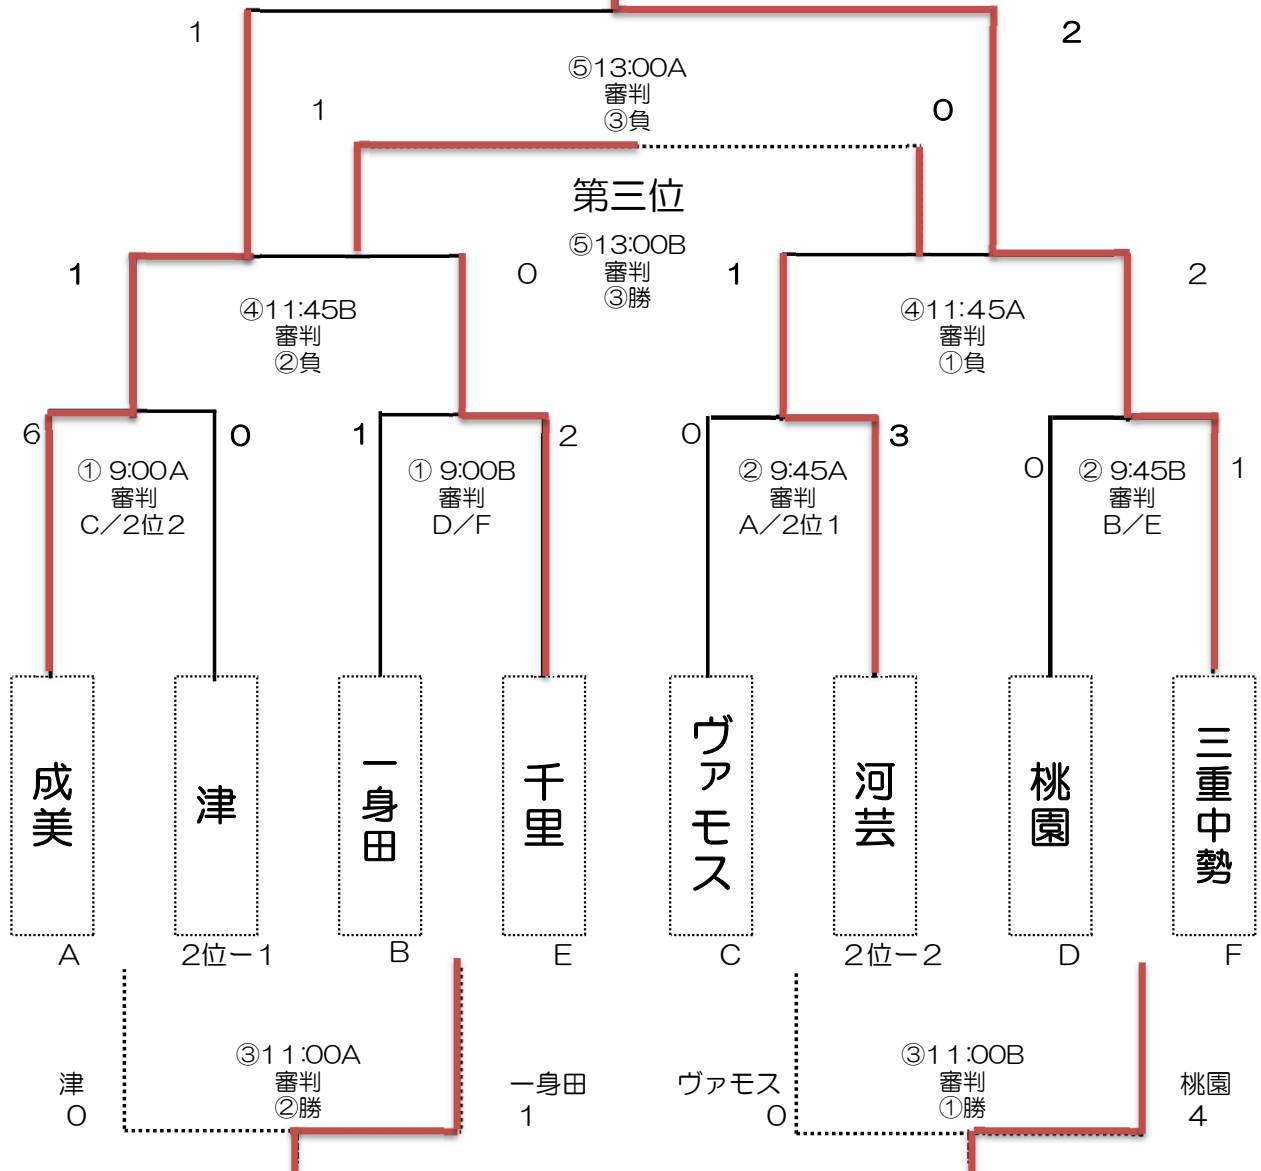 1
2
⑤13:00A
審判
③負
1
0
第三位
⑤13:00B
審判
③勝
1
0
1
2
④11:45B
審判
②負
④11:45A
審判
①負
6
0
1
2
0
3
0
1
① 9:00A
審判
C／2位2
① 9:00B
審判
D／F
② 9:45A
審判
A／2位1
② 9:45B
審判
B／E
成美
津
一身田
千里
ヴァモス
河芸
桃園
三重中勢
A
2位ー1
B
E
C
2位ー2
D
F
③11:00A
審判
②勝
津
0
一身田
1
③11:00B
審判
①勝
ヴァモス
0
桃園
4